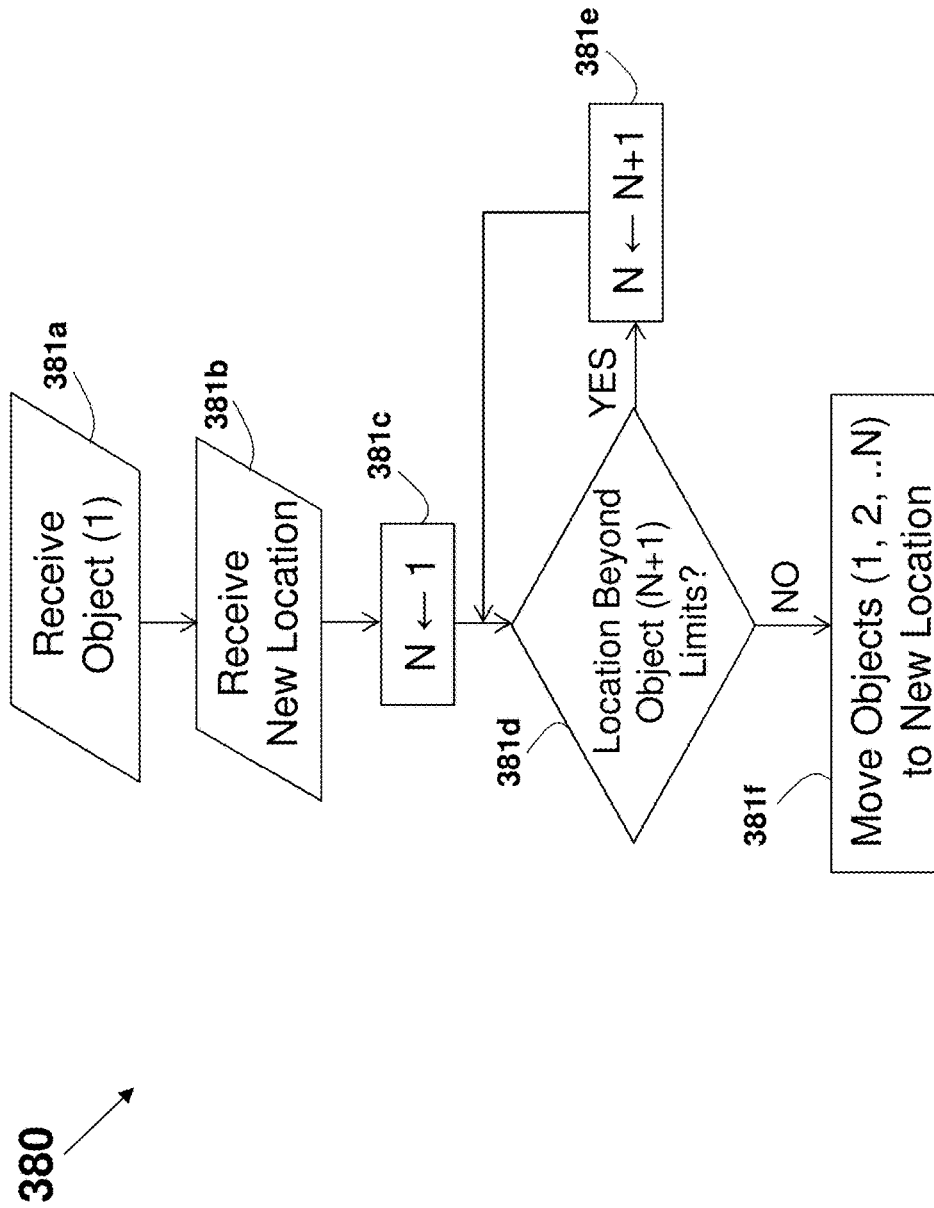 380
Receive
Object (1)
381a
Receive
New Location
381b
N ← 1
381c
Location Beyond
Object (N+1)
Limits?
381d
YES
N ← N+1
381e
NO
Move Objects (1, 2, ..N)
to New Location
381f